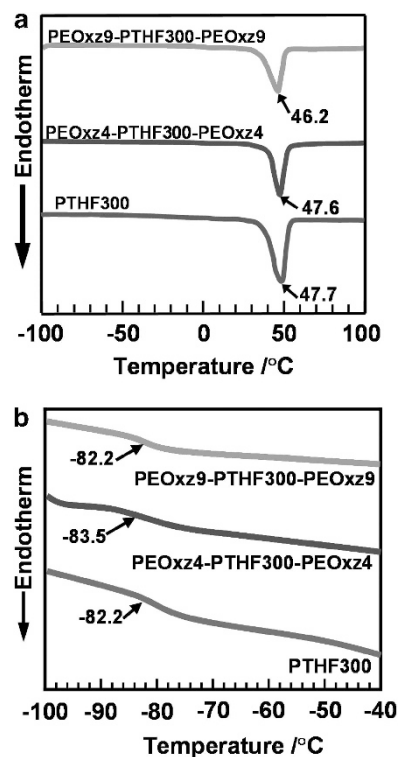 a
PEOxz9-PTHF300-PEOxz9
46.2
PEOxz4-PTHF300-PEOxz4
47.6
PTHF300
47.7
Endotherm
-100 -50 0 50 100
Temperature /°C
b
-82.2
PEOxz9-PTHF300-PEOxz9
-83.5
PEOxz4-PTHF300-PEOxz4
-82.2
PTHF300
Endotherm
-100 -90 -80 -70 -60 -50 -40
Temperature /°C